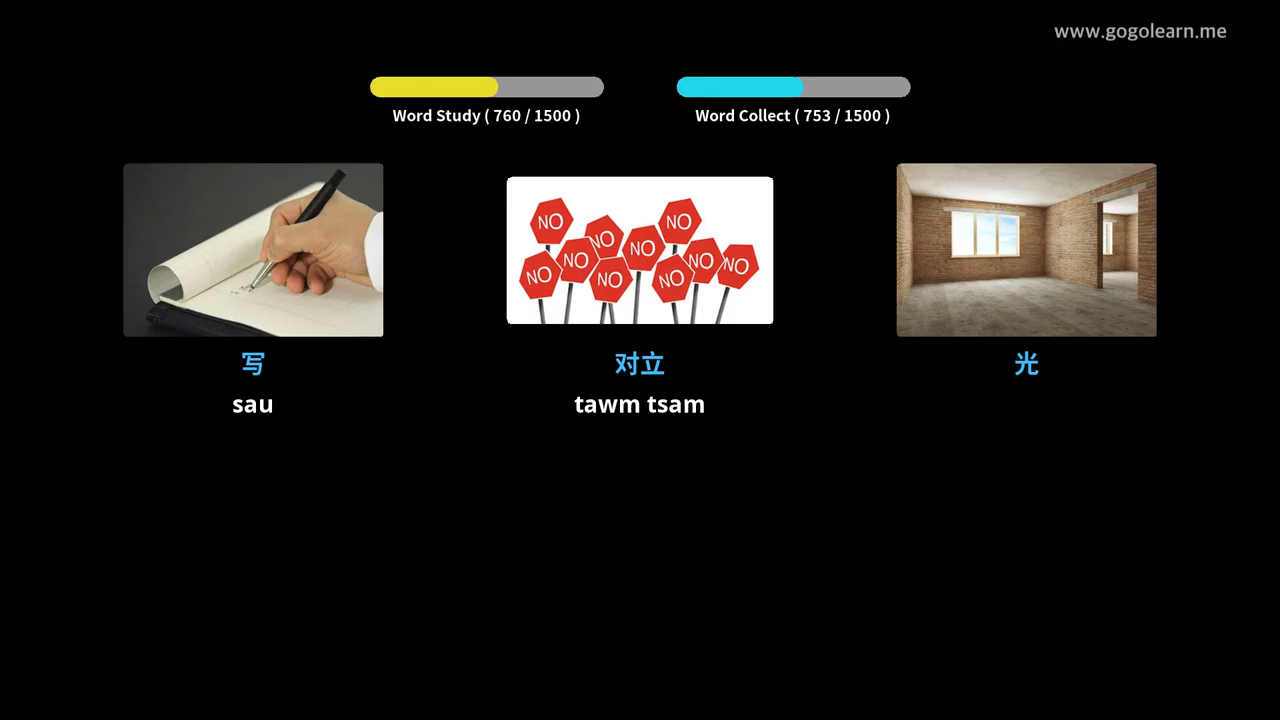 www.gogolearn.me
Word Study ( 760 / 1500 )
Word Collect ( 753 / 1500 )
NO
NO
NO
NO
NO
NO
NO
NO
NO
NO
写
对立
光
sau
tawm tsam